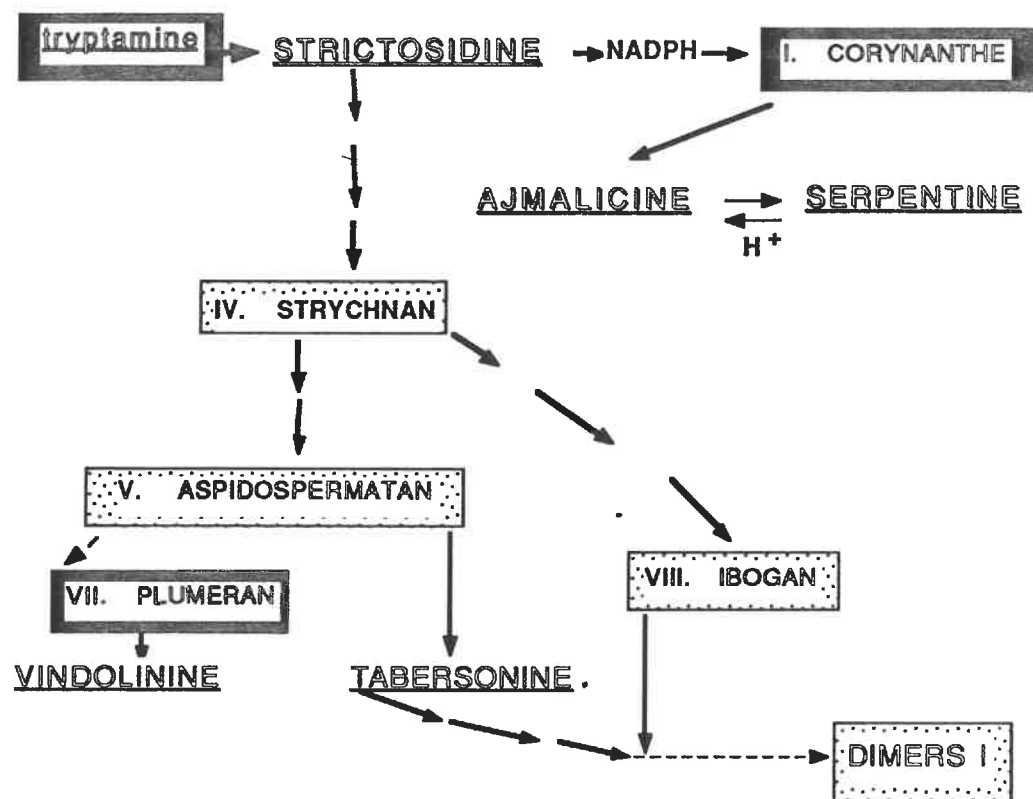 tryptamine
STRICTOSIDINE
NADPH
I. CORYNANTHE
AJMALICINE
SERPENTINE
H+
IV. STRYCHNAN
V. ASPIDOSPERMATAN
VIII. IBOGAN
VII. PLUMERAN
VINDOLININE
TABERSONINE
DIMERS I